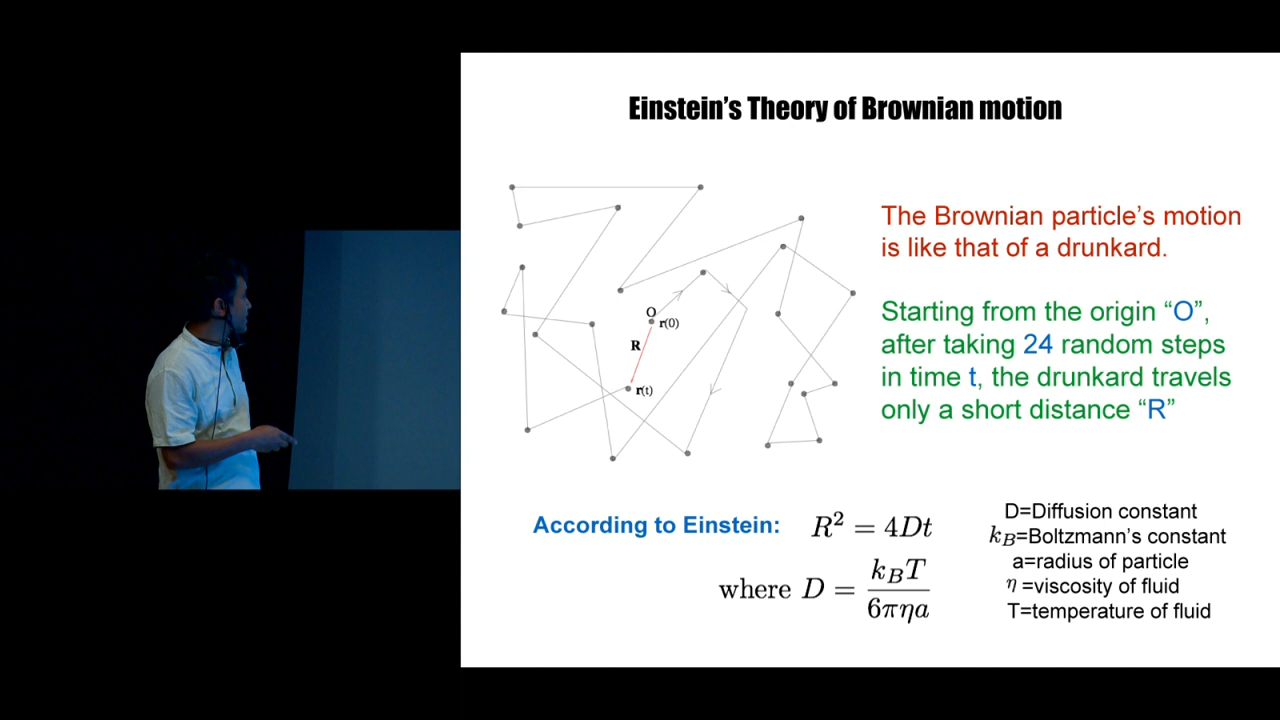 Einstein's Theory of Brownian motion
The Brownian particle's motion
is like that of a drunkard.
O
r(0)
R
r(t)
Starting from the origin “O”,
after taking 24 random steps
in time t, the drunkard travels
only a short distance “R”
According to Einstein: R² = 4Dt
where D = k_BT / 6πηa
D=Diffusion constant
k_B=Boltzmann's constant
a=radius of particle
η =viscosity of fluid
T=temperature of fluid